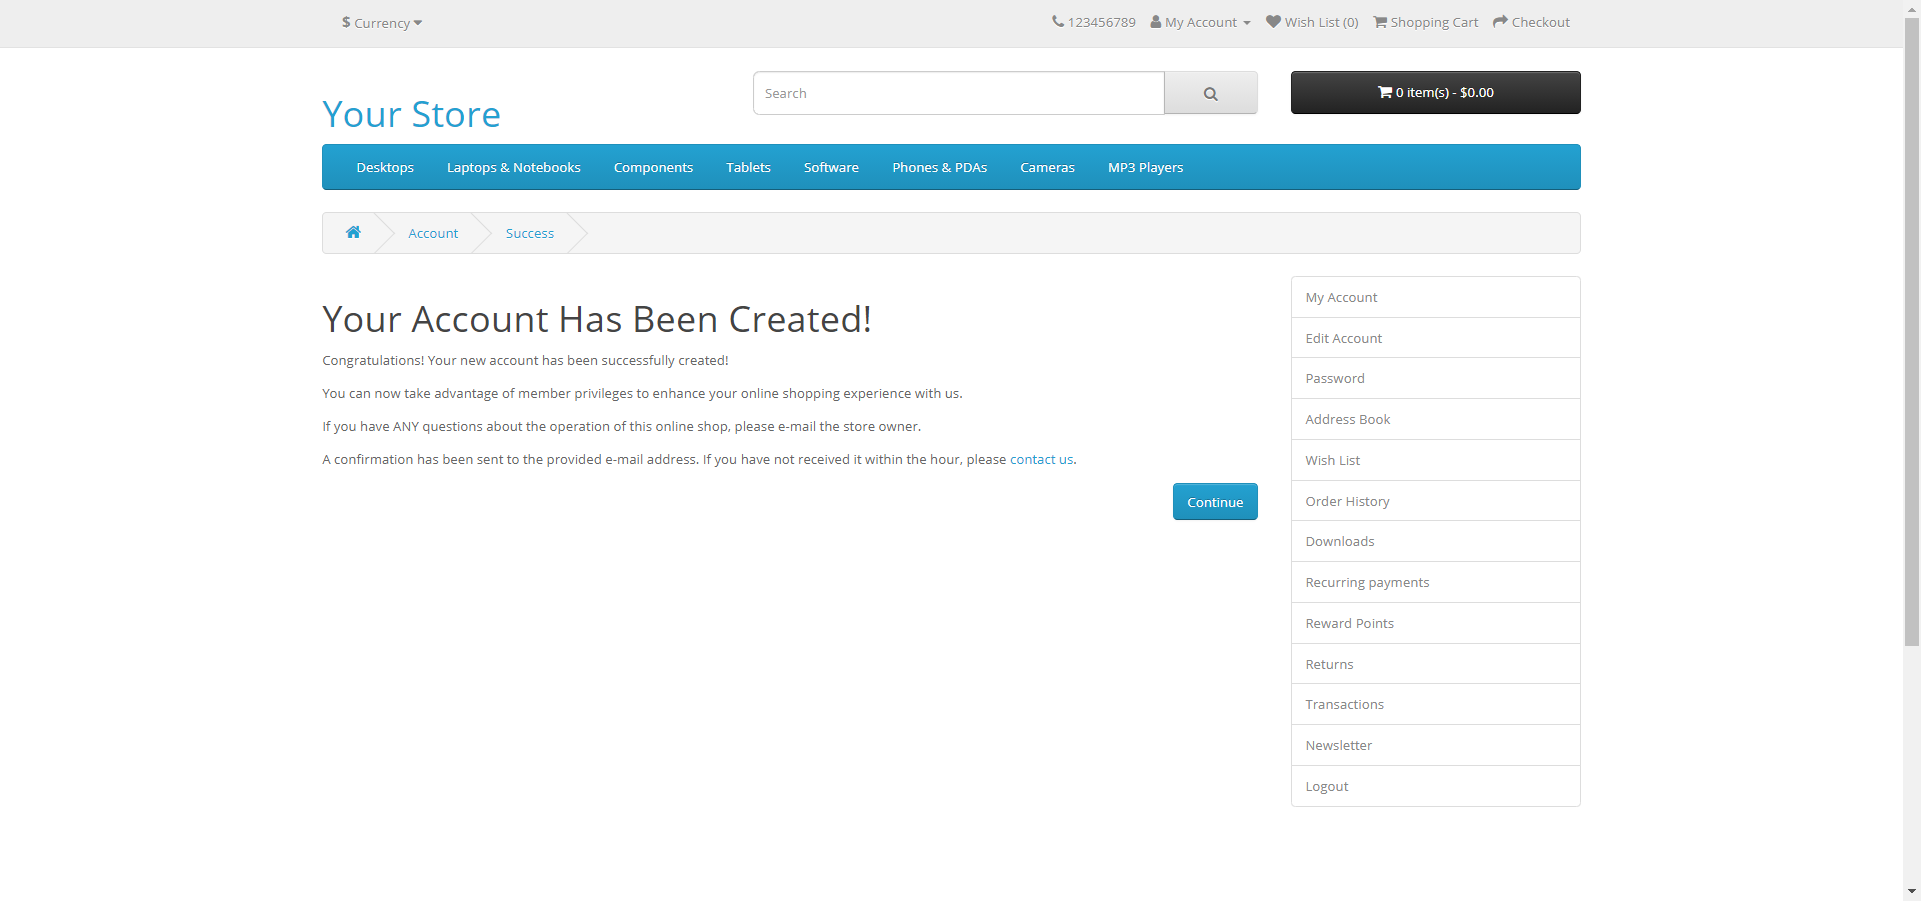 $ Currency
123456789 My Account Wish List (0) Shopping Cart Checkout
Your Store
Search
0 item(s) - $0.00
Desktops Laptops & Notebooks Components Tablets Software Phones & PDAs Cameras MP3 Players
Account Success
Your Account Has Been Created!
Congratulations! Your new account has been successfully created!
You can now take advantage of member privileges to enhance your online shopping experience with us.
If you have ANY questions about the operation of this online shop, please e-mail the store owner.
A confirmation has been sent to the provided e-mail address. If you have not received it within the hour, please contact us.
Continue
My Account
Edit Account
Password
Address Book
Wish List
Order History
Downloads
Recurring payments
Reward Points
Returns
Transactions
Newsletter
Logout